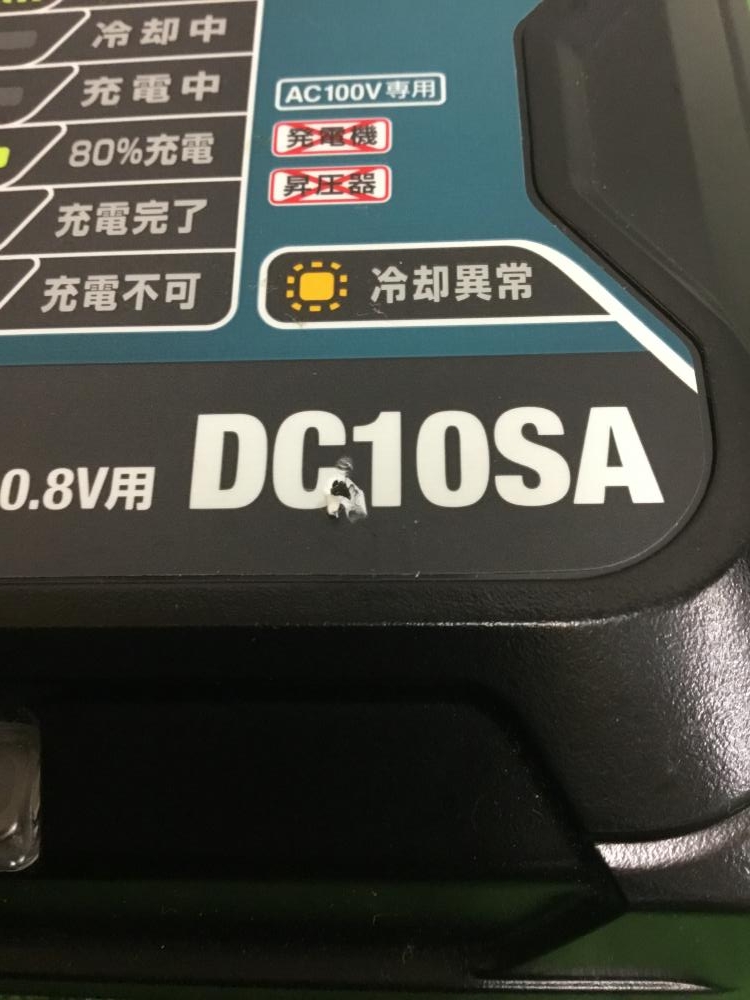 冷却中
充電中
80%充電
充電完了
充電不可
AC100V専用
発電機
昇圧器
冷却異常
0.8V用
DC10SA